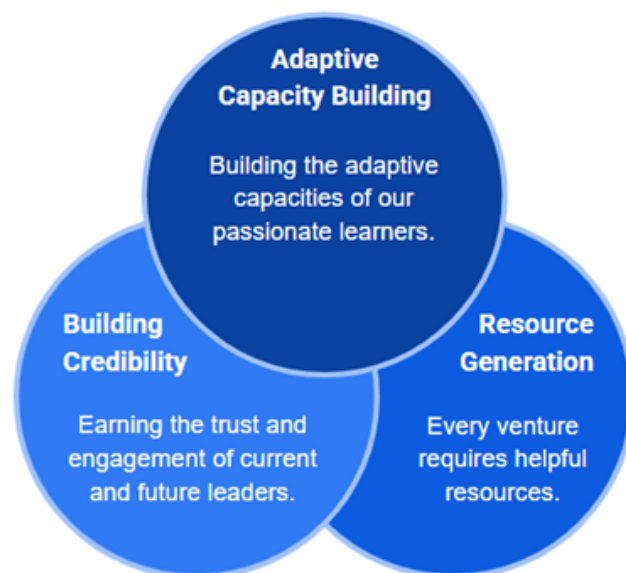 Adaptive
Capacity Building
Building the adaptive
capacities of our
passionate learners.
Building
Credibility
Earning the trust and
engagement of current
and future leaders.
Resource
Generation
Every venture
requires helpful
resources.